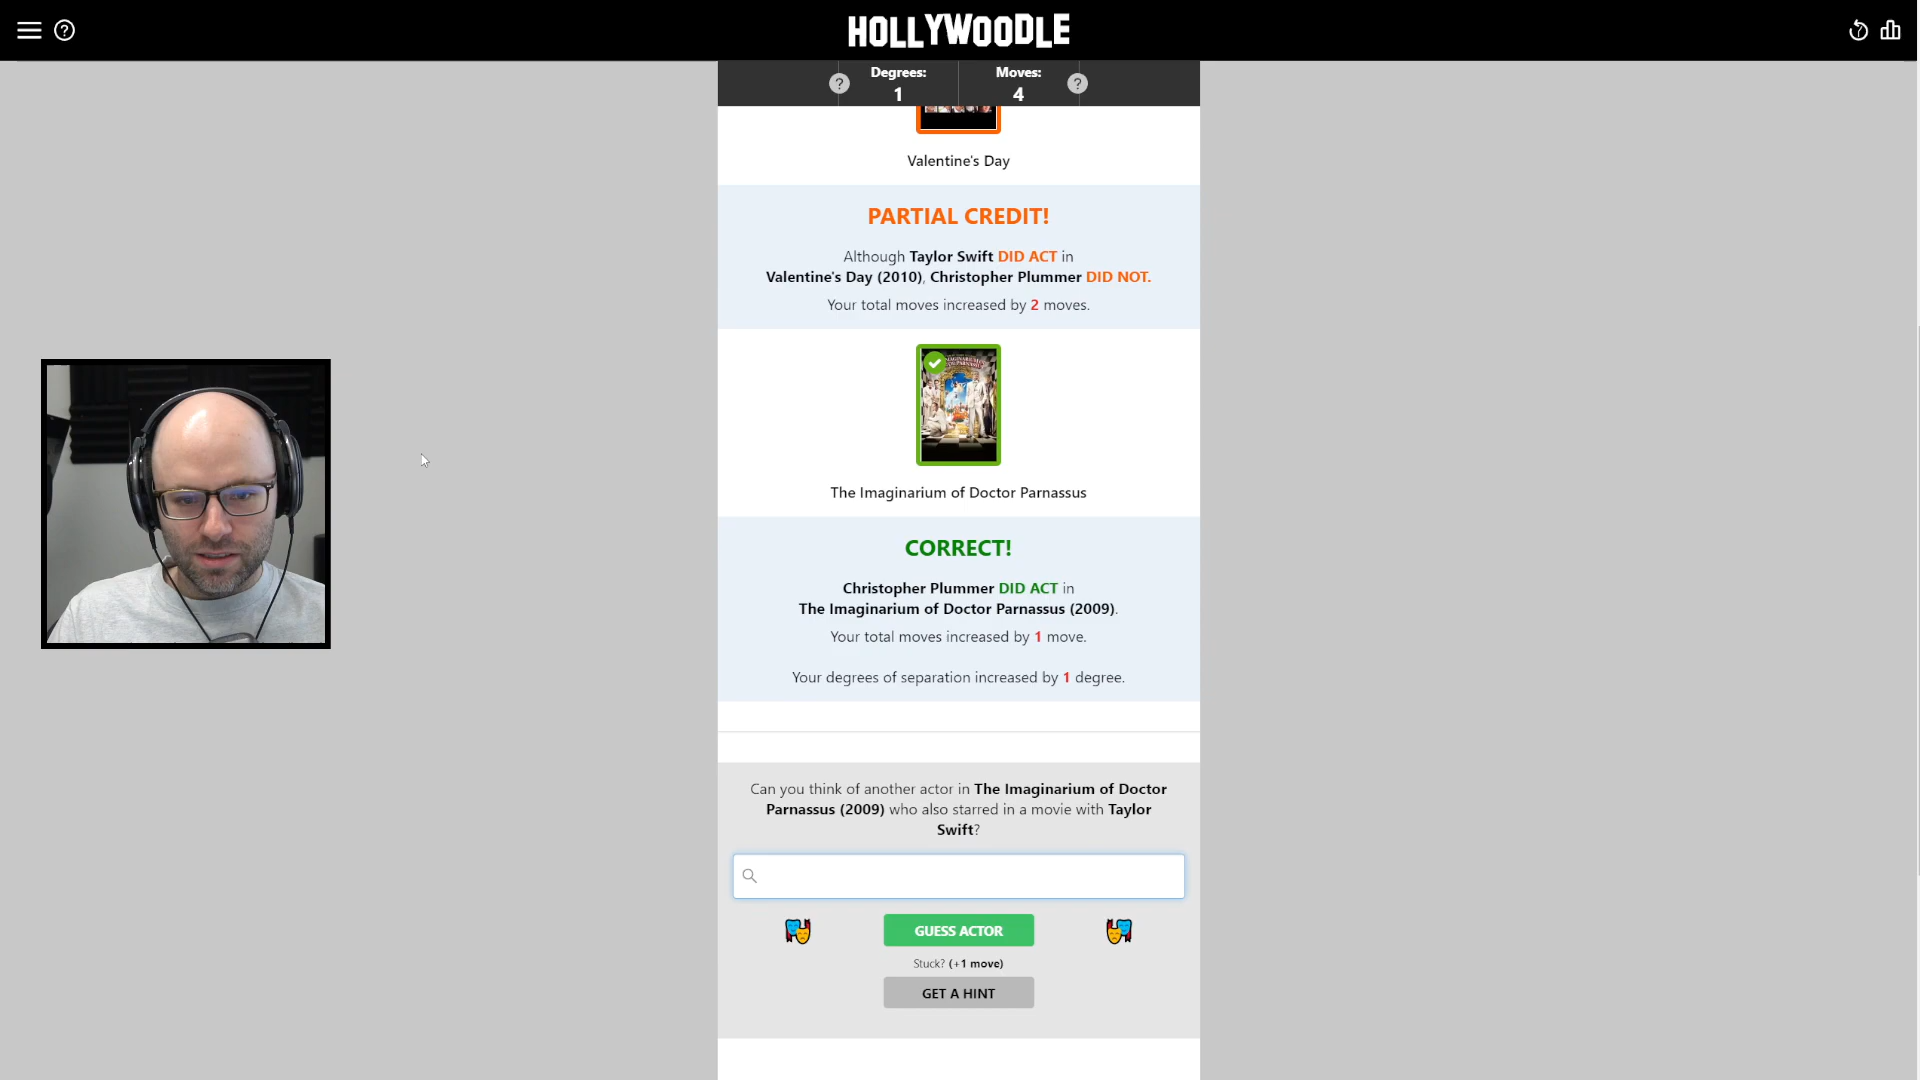 HOLLYWOODLE
Degrees:
1
Moves:
4
Valentine's Day
PARTIAL CREDIT!
Although Taylor Swift DID ACT in
Valentine's Day (2010), Christopher Plummer DID NOT.
Your total moves increased by 2 moves.
The Imaginarium of Doctor Parnassus
CORRECT!
Christopher Plummer DID ACT in
The Imaginarium of Doctor Parnassus (2009).
Your total moves increased by 1 move.
Your degrees of separation increased by 1 degree.
Can you think of another actor in The Imaginarium of Doctor
Parnassus (2009) who also starred in a movie with Taylor
Swift?
GUESS ACTOR
Stuck? (+1 move)
GET A HINT